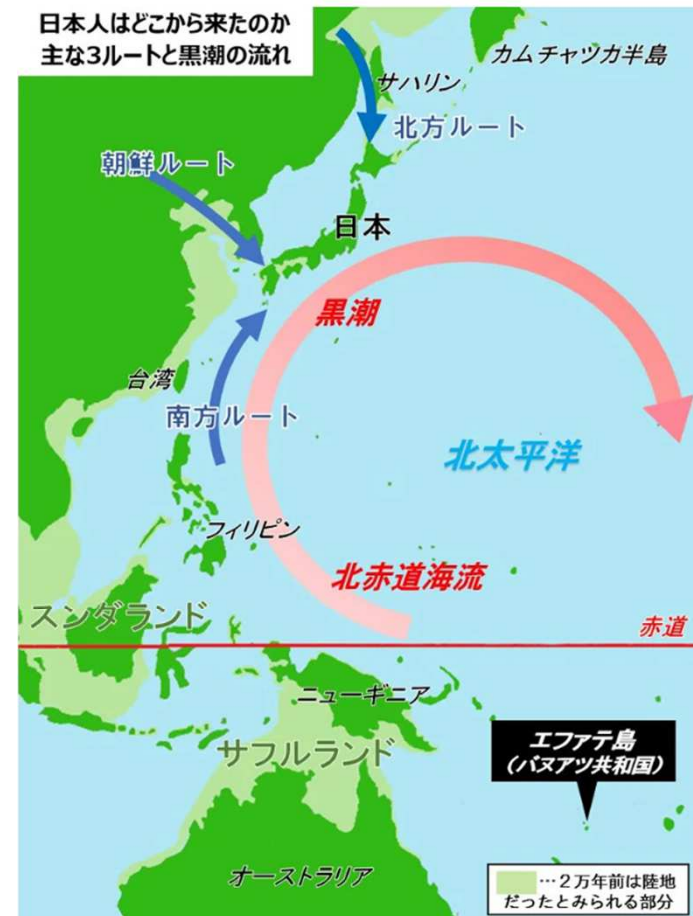 日本人はどこから来たのか
主な3ルートと黒潮の流れ
カムチャツカ半島
サハリン
北方ルート
朝鮮ルート
日本
黒潮
台湾
南方ルート
北太平洋
フィリピン
北赤道海流
スンダランド
赤道
ニューギニア
エファテ島
(バヌアツ共和国)
サフルランド
オーストラリア
…2万年前は陸地
だったとみられる部分